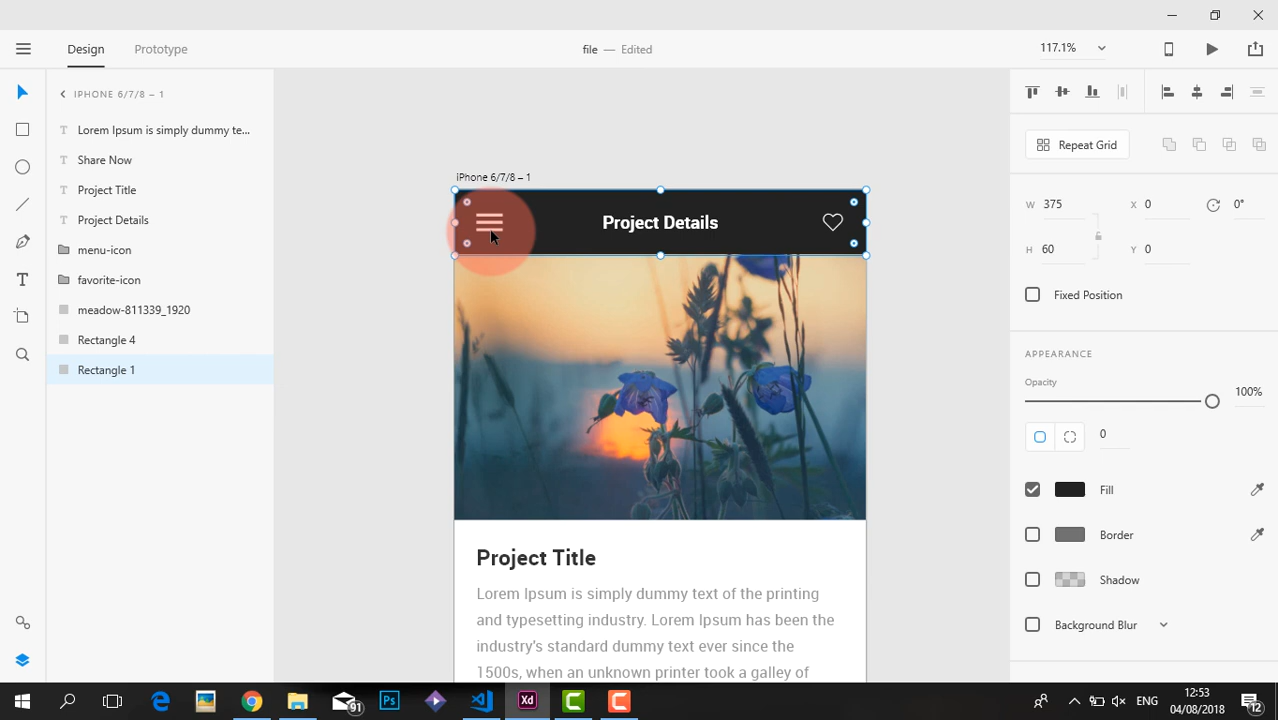 Design
Prototype
file — Edited
117.1%
IPHONE 6/7/8 – 1
Lorem Ipsum is simply dummy te...
Share Now
Project Title
Project Details
menu-icon
favorite-icon
meadow-811339_1920
Rectangle 4
Rectangle 1
iPhone 6/7/8 – 1
Project Details
Project Title
Lorem Ipsum is simply dummy text of the printing
and typesetting industry. Lorem Ipsum has been the
industry's standard dummy text ever since the
1500s, when an unknown printer took a galley of
Repeat Grid
W 375 X 0 0°
H 60 Y 0
Fixed Position
APPEARANCE
Opacity
100%
0
Fill
Border
Shadow
Background Blur
91
Ps
Xd
ENG
12:53
04/08/2018
12